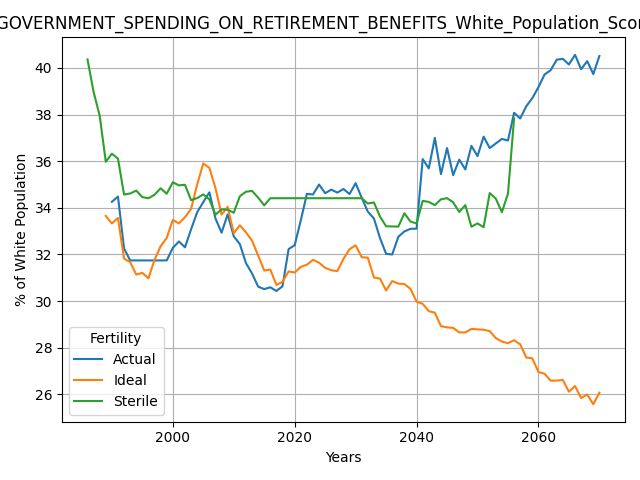 GOVERNMENT_SPENDING_ON_RETIREMENT_BENEFITS_White_Population_Scor
40
38
36
34
32
30
28
26
% of White Population
Fertility
Actual
Ideal
Sterile
2000
2020
2040
2060
Years